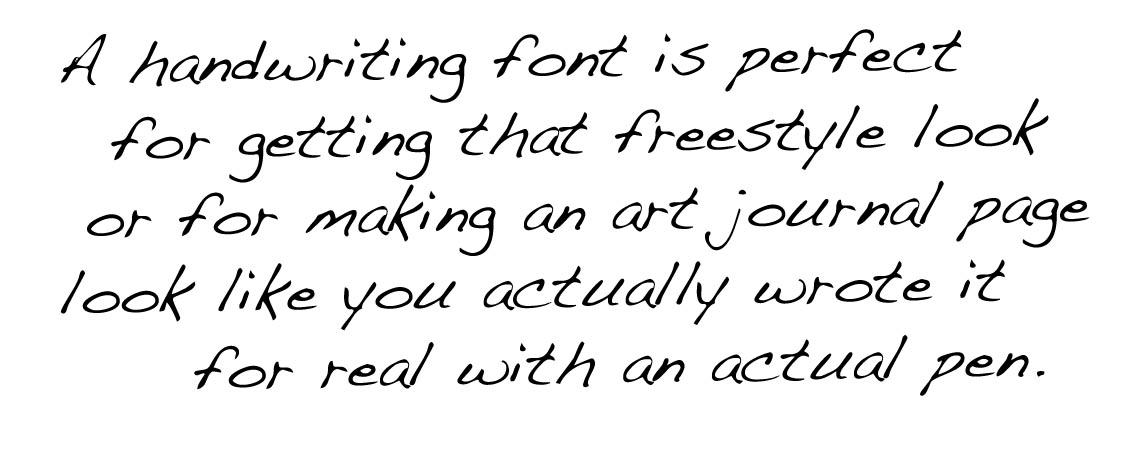 A handwriting font is perfect
for getting that freestyle look
or for making an art journal page
look like you actually wrote it
for real with an actual pen.